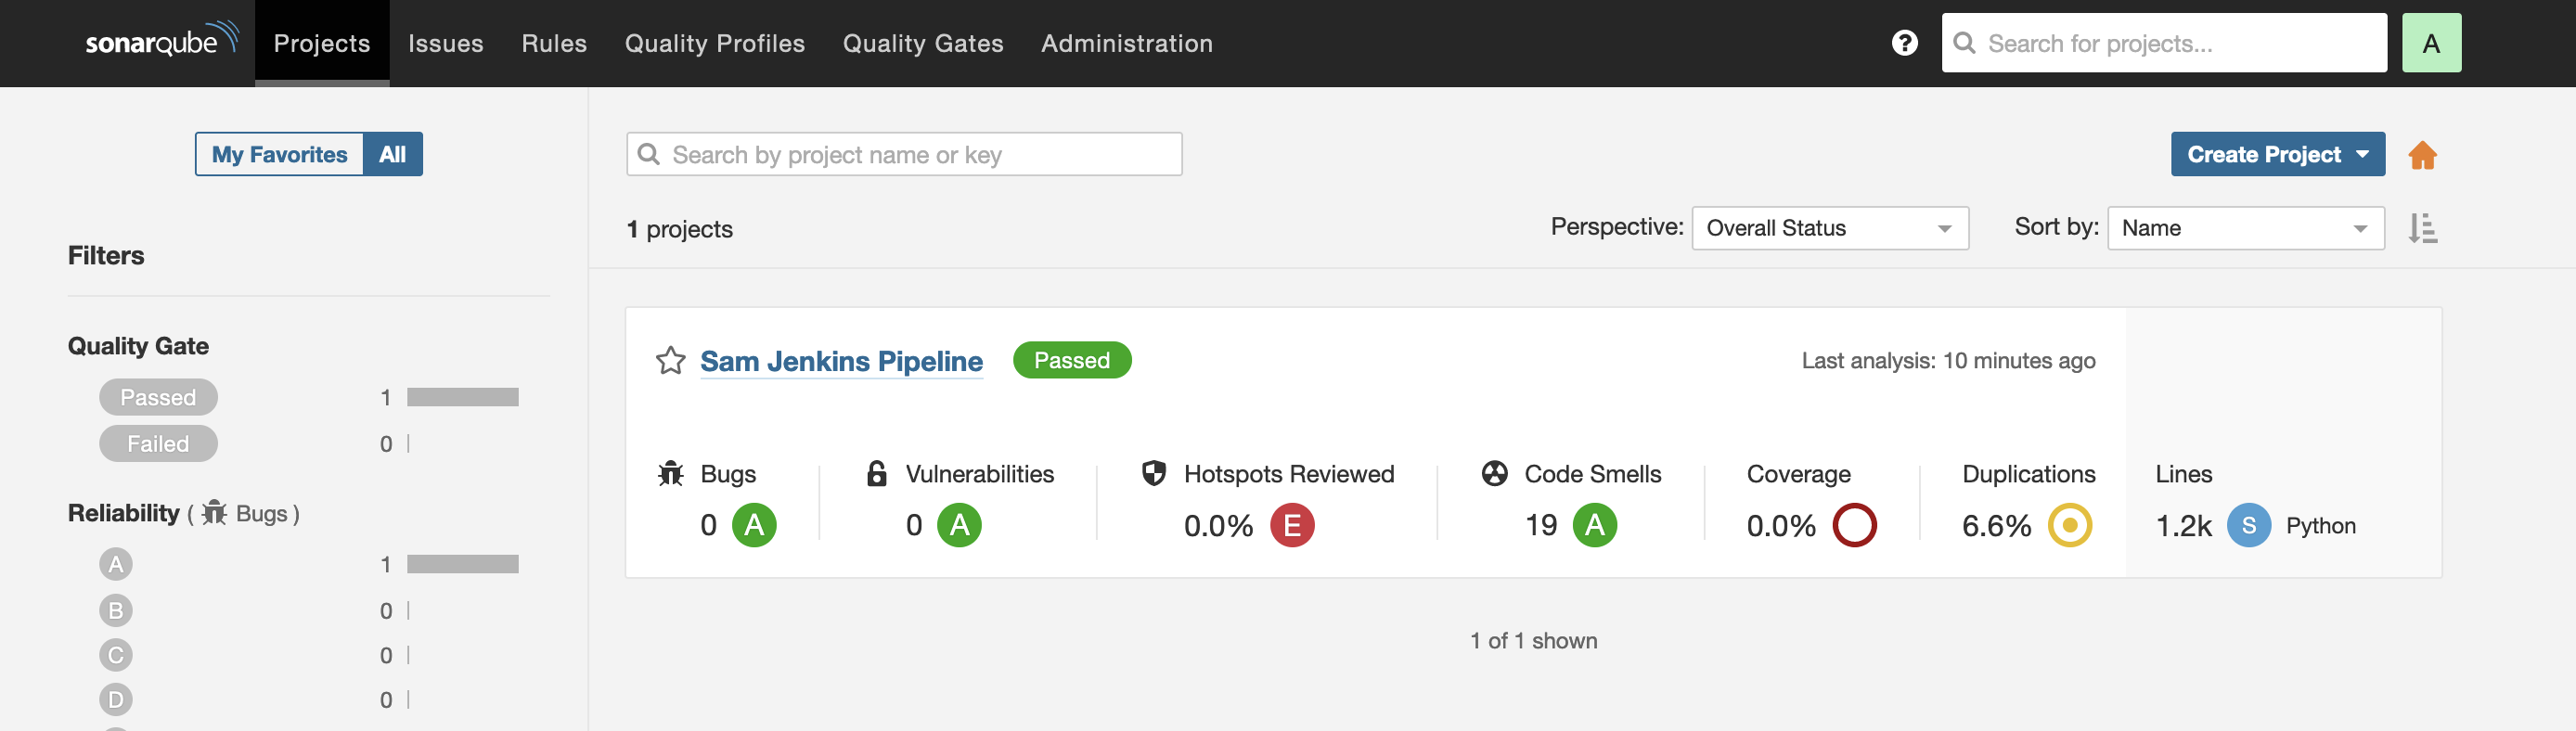 sonarqube Projects Issues Rules Quality Profiles Quality Gates Administration ? Search for projects... A
My Favorites All
Search by project name or key
Create Project
1 projects
Perspective: Overall Status
Sort by: Name
Filters
Quality Gate
Passed 1
Failed 0
Reliability ( Bugs )
A 1
B 0
C 0
D 0
Sam Jenkins Pipeline Passed Last analysis: 10 minutes ago
Bugs Vulnerabilities Hotspots Reviewed Code Smells Coverage Duplications Lines
0 A 0 A 0.0% E 19 A 0.0% 6.6% 1.2k S Python
1 of 1 shown